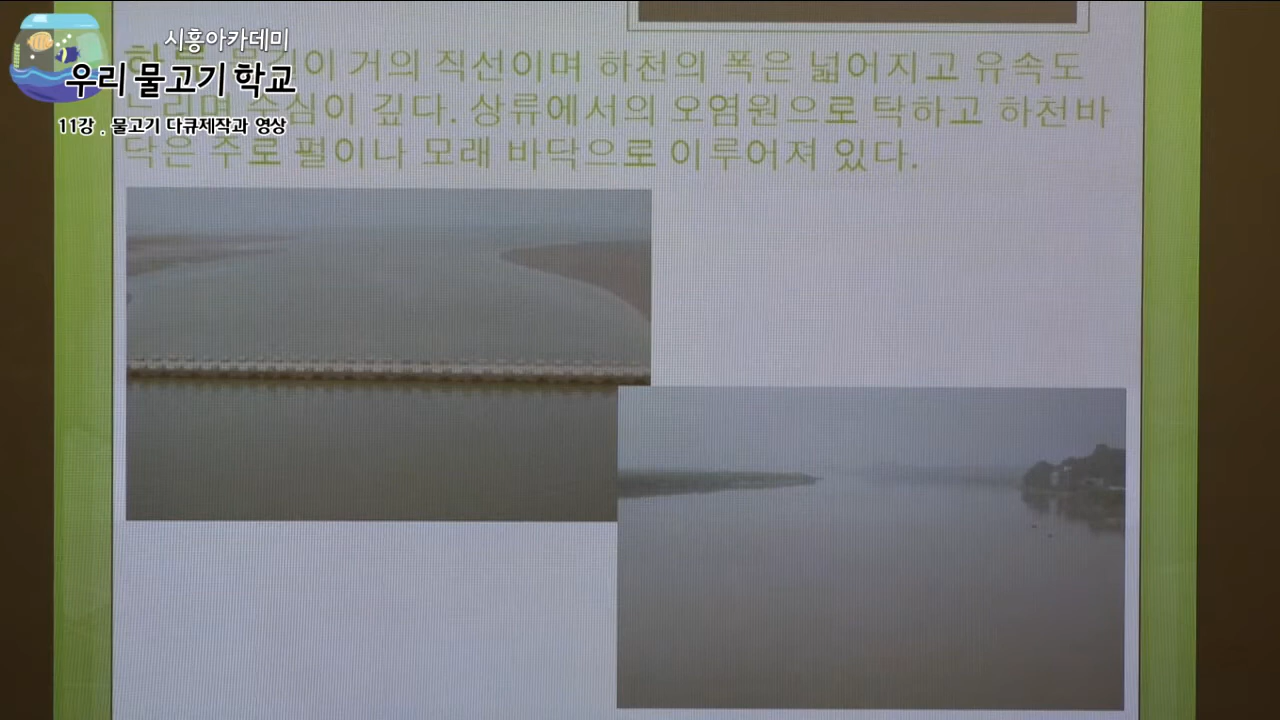 시흥아카데미
우리 물고기 학교
11강 . 물고기 다큐제작과 영상
거의 직선이며 하천의 폭은 넓어지고 유속도
느리며 수심이 깊다. 상류에서의 오염원으로 탁하고 하천바
닥은 주로 펄이나 모래 바닥으로 이루어져 있다.